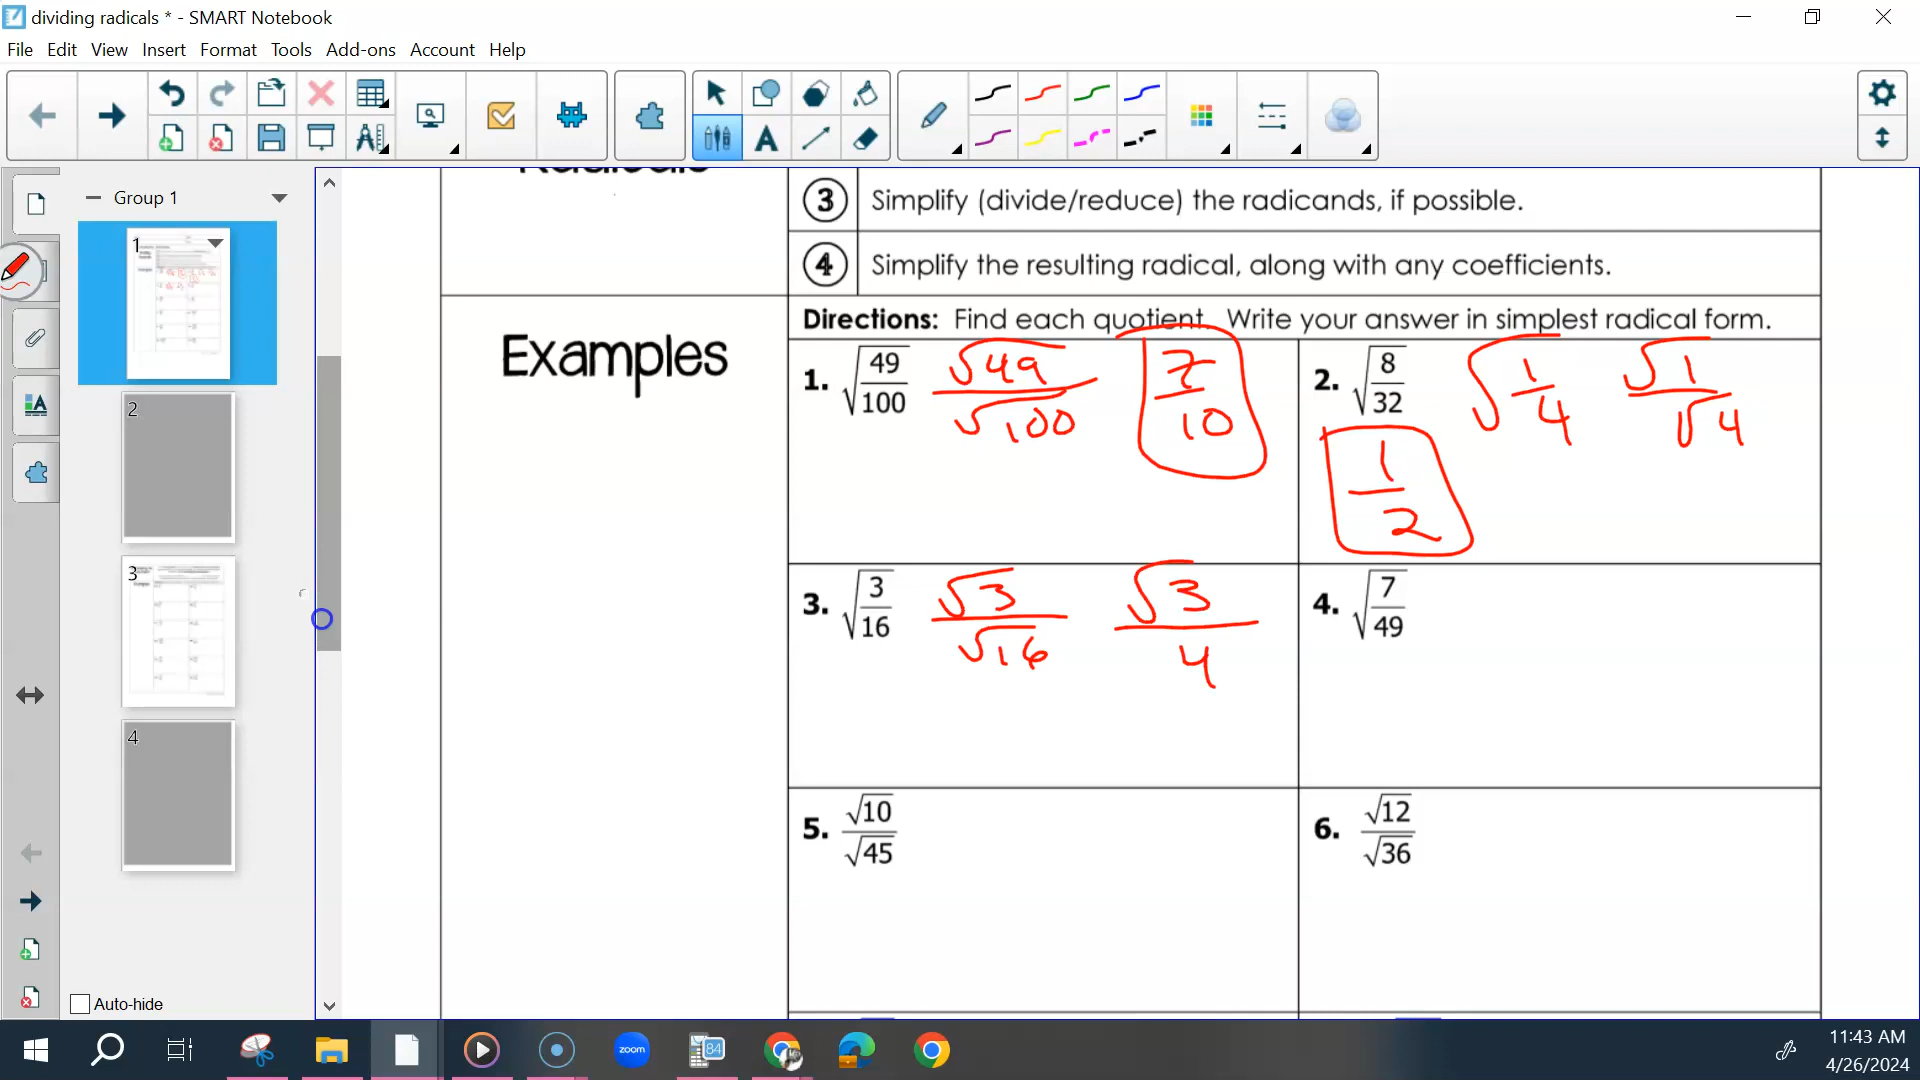 dividing radicals * - SMART Notebook
File Edit View Insert Format Tools Add-ons Account Help
Group 1
1
2
3
4
Auto-hide
③ Simplify (divide/reduce) the radicands, if possible.
④ Simplify the resulting radical, along with any coefficients.
Examples
Directions: Find each quotient. Write your answer in simplest radical form.
1. √(49/100) √49/√100 7/10
2. √(8/32) √(1/4) √1/√4
1/2
3. √(3/16) √3/√16 √3/4
4. √(7/49)
5. √10/√45
6. √12/√36
zoom
84
11:43 AM
4/26/2024